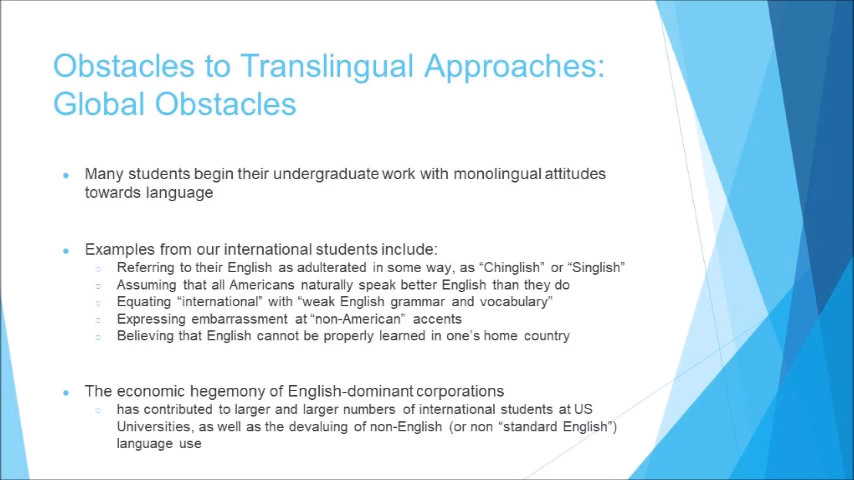 Obstacles to Translingual Approaches:
Global Obstacles
Many students begin their undergraduate work with monolingual attitudes
towards language
Examples from our international students include:
Referring to their English as adulterated in some way, as “Chinglish” or “Singlish”
Assuming that all Americans naturally speak better English than they do
Equating “international” with “weak English grammar and vocabulary”
Expressing embarrassment at “non-American” accents
Believing that English cannot be properly learned in one’s home country
The economic hegemony of English-dominant corporations
has contributed to larger and larger numbers of international students at US
Universities, as well as the devaluing of non-English (or non “standard English”)
language use